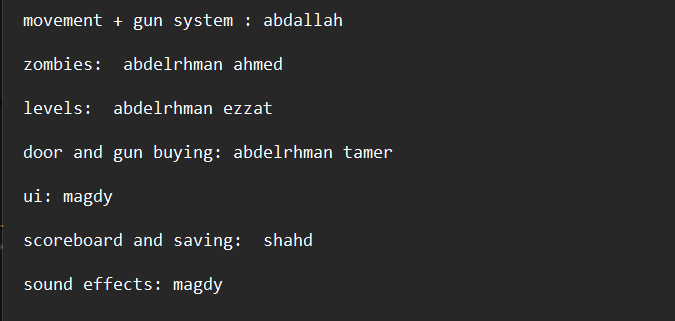 movement + gun system : abdallah
zombies:  abdelrhman ahmed
levels:  abdelrhman ezzat
door and gun buying: abdelrhman tamer
ui: magdy
scoreboard and saving:  shahd
sound effects: magdy